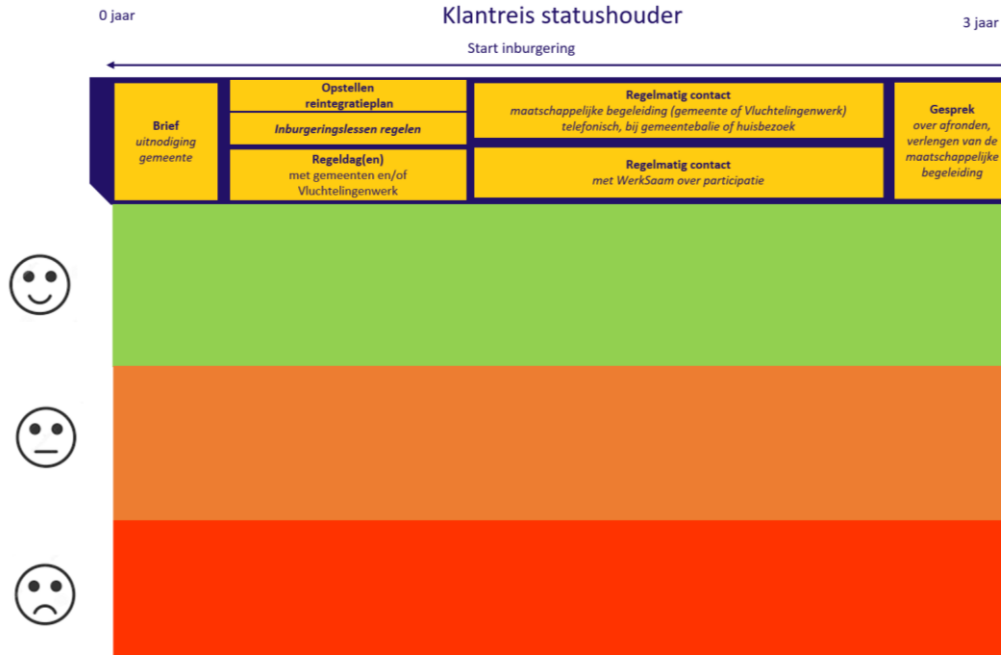 0 jaar
Klantreis statushouder
3 jaar
Start inburgering
Brief
uitnodiging
gemeente
Opstellen
reintegratieplan
Inburgeringslessen regelen
Regeldag(en)
met gemeenten en/of
Vluchtelingenwerk
Regelmatig contact
maatschappelijke begeleiding (gemeente of Vluchtelingenwerk)
telefonisch, bij gemeentebalie of huisbezoek
Regelmatig contact
met WerkSaam over participatie
Gesprek
over afronden,
verlengen van de
maatschappelijke
begeleiding